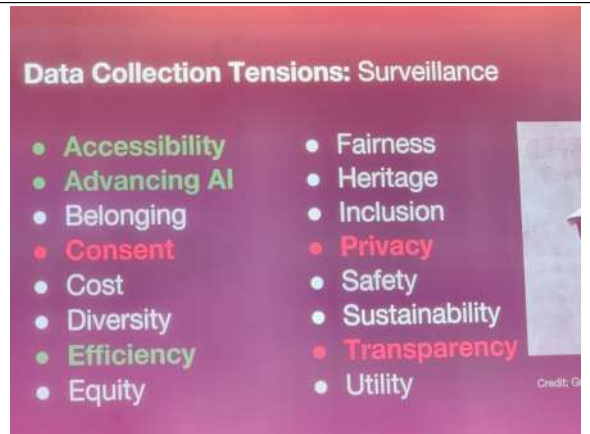 Data Collection Tensions: Surveillance
• Accessibility
• Advancing AI
• Belonging
• Consent
• Cost
• Diversity
• Efficiency
• Equity
• Fairness
• Heritage
• Inclusion
• Privacy
• Safety
• Sustainability
• Transparency
• Utility
Credit: